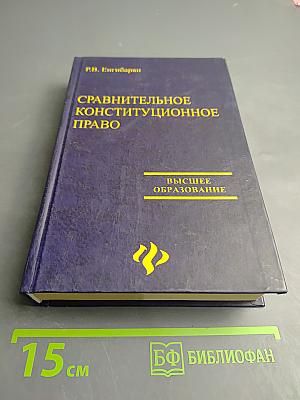 Р.В. Енгибарян
СРАВНИТЕЛЬНОЕ
КОНСТИТУЦИОННОЕ
ПРАВО
ВЫСШЕЕ
ОБРАЗОВАНИЕ
15 см
БФ БИБЛИОФАН